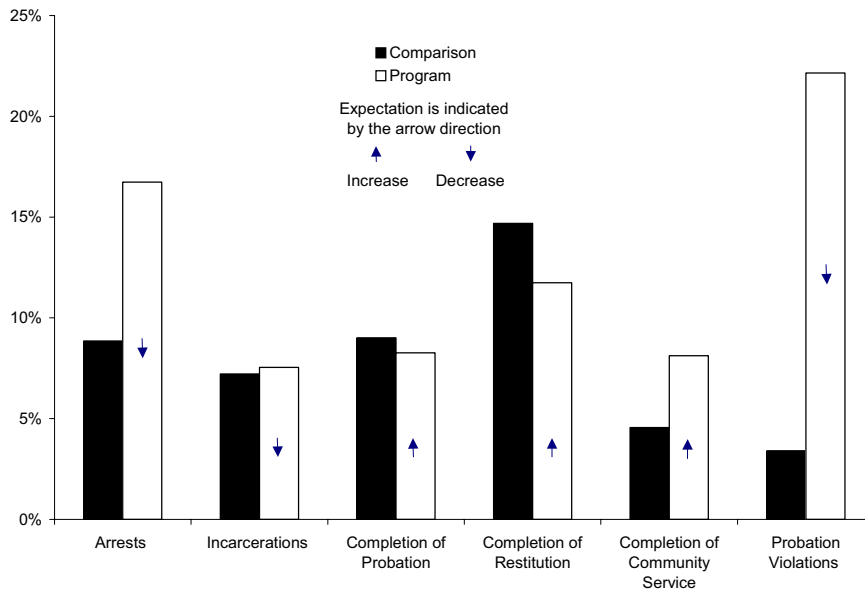 25%
20%
15%
10%
5%
0%
Comparison
Program
Expectation is indicated
by the arrow direction
Increase Decrease
Arrests
Incarcerations
Completion of
Probation
Completion of
Restitution
Completion of
Community
Service
Probation
Violations